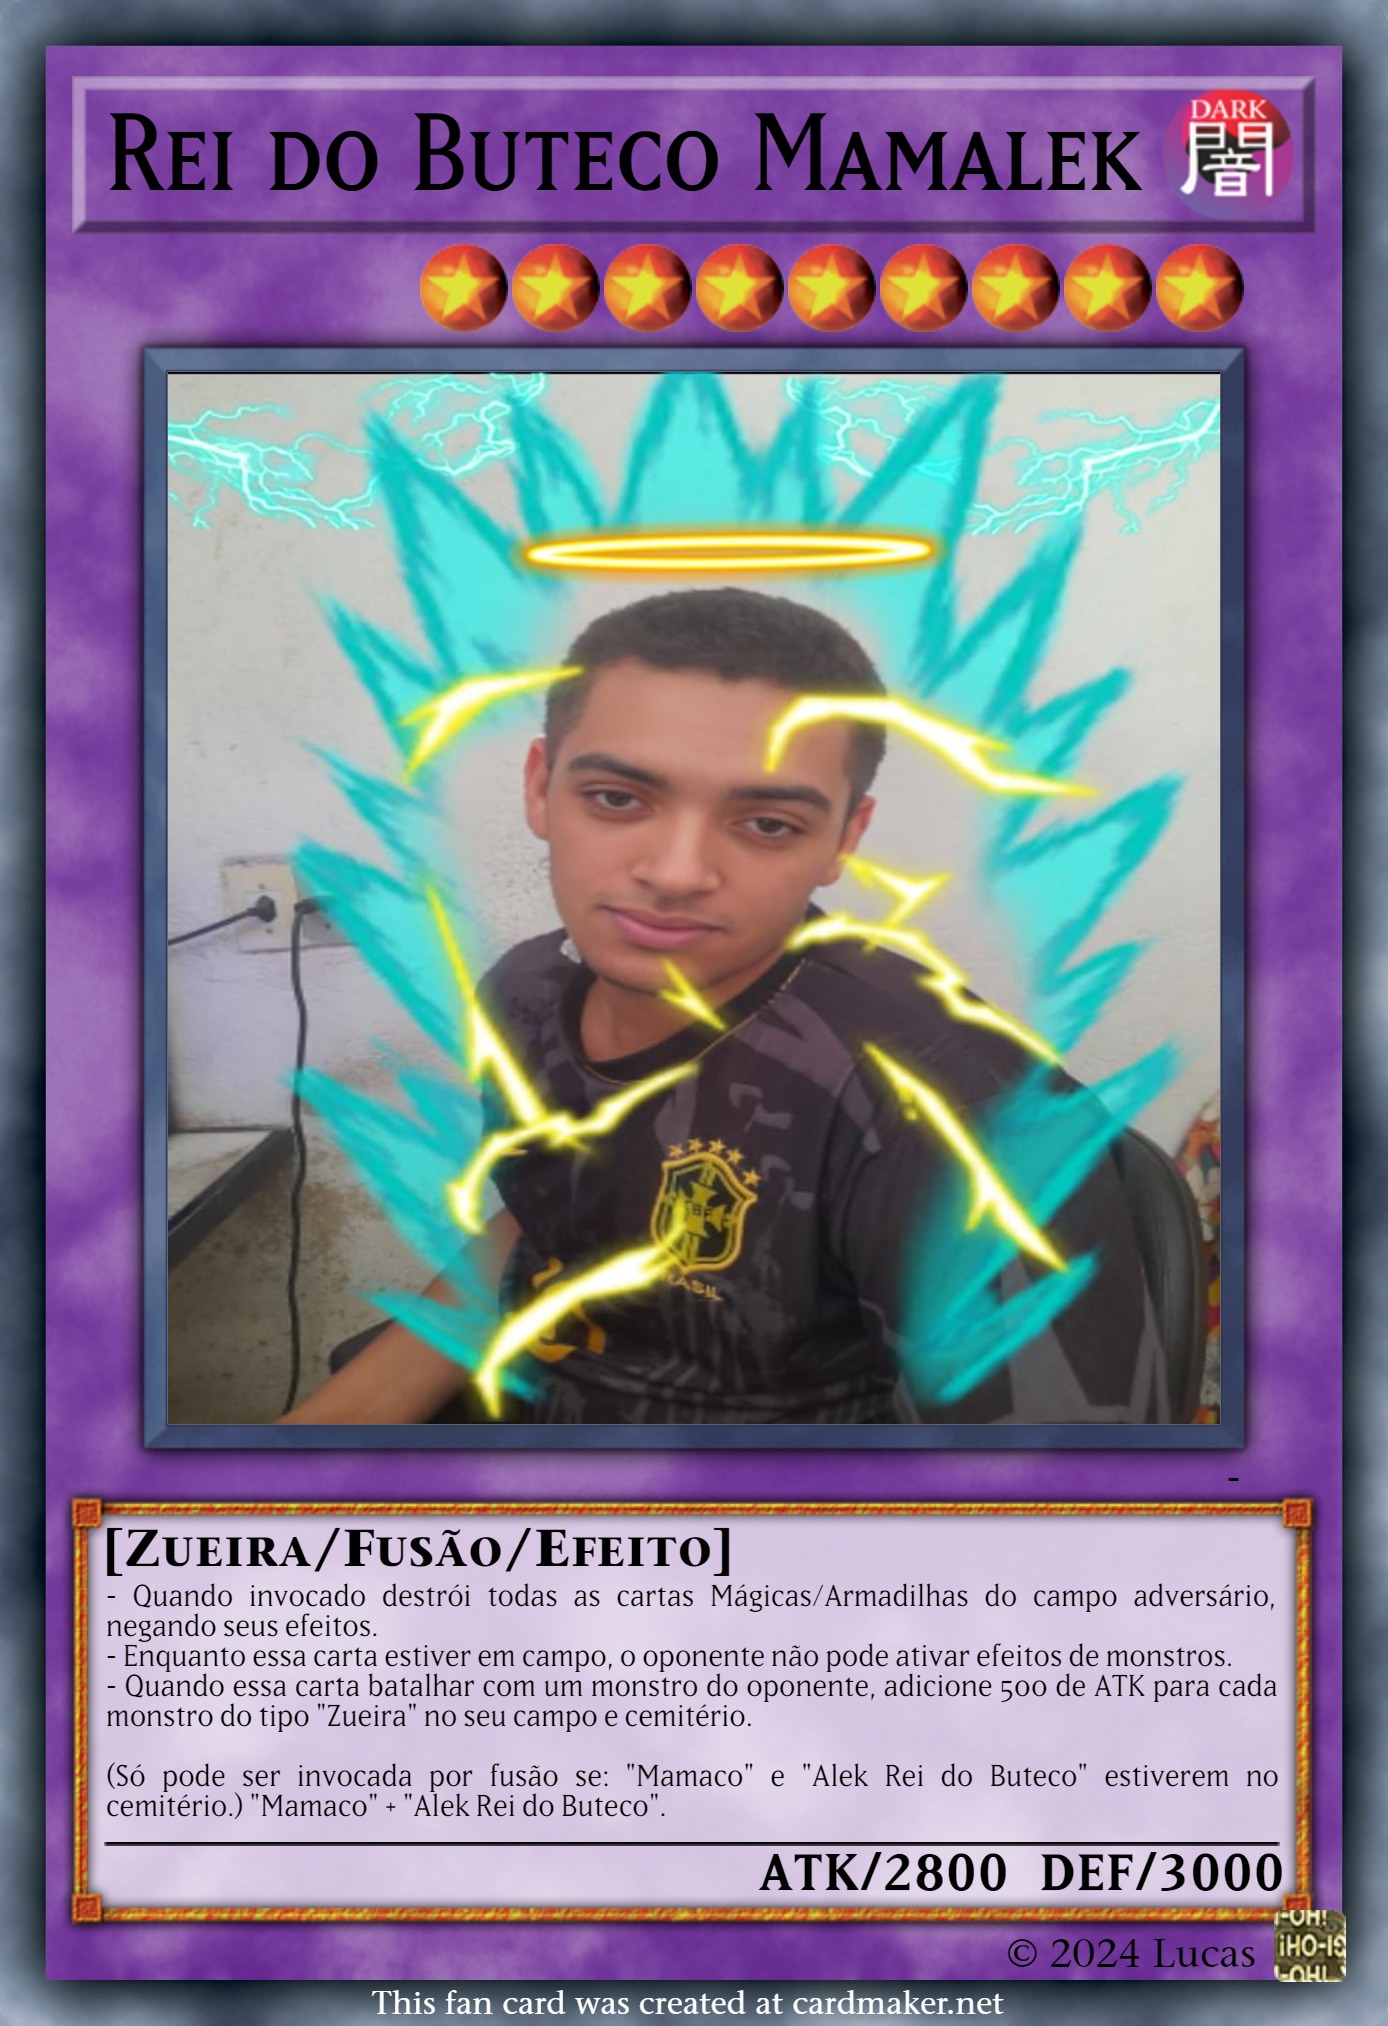 Rei do Buteco Mamalek
DARK
闇
BRASIL
-
[Zueira/Fusão/Efeito]
- Quando invocado destrói todas as cartas Mágicas/Armadilhas do campo adversário,
negando seus efeitos.
- Enquanto essa carta estiver em campo, o oponente não pode ativar efeitos de monstros.
- Quando essa carta batalhar com um monstro do oponente, adicione 500 de ATK para cada
monstro do tipo "Zueira" no seu campo e cemitério.
(Só pode ser invocada por fusão se: "Mamaco" e "Alek Rei do Buteco" estiverem no
cemitério.) "Mamaco" + "Alek Rei do Buteco".
ATK/2800 DEF/3000
© 2024 Lucas
This fan card was created at cardmaker.net